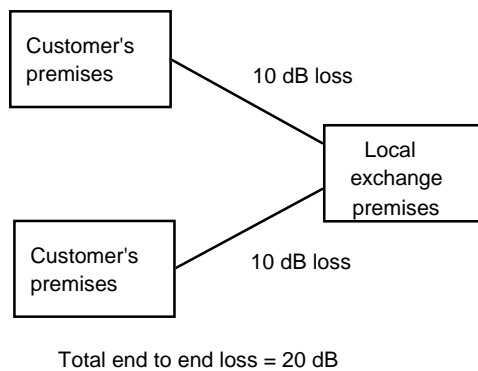 Customer's
premises
10 dB loss
Local
exchange
premises
Customer's
premises
10 dB loss
Total end to end loss = 20 dB